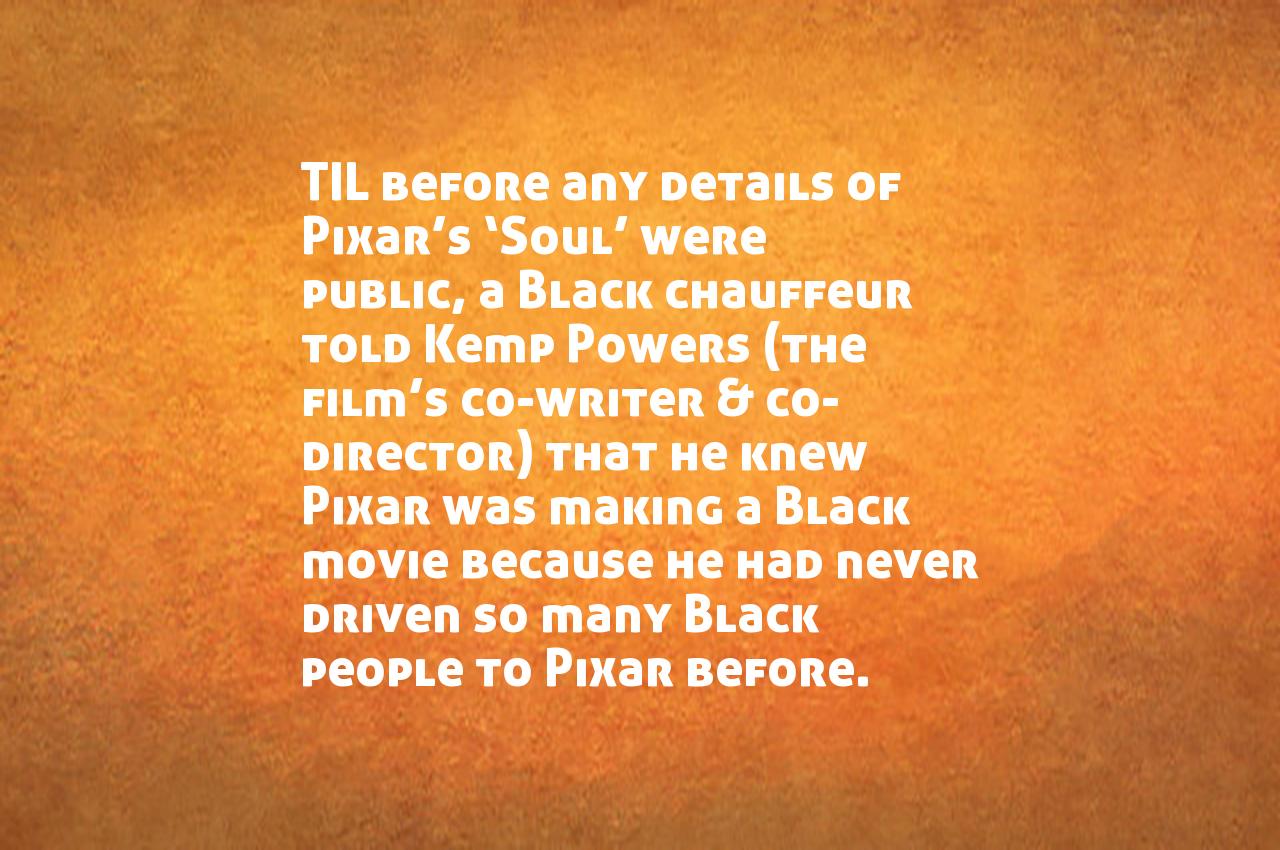 TIL before any details of
Pixar’s ‘Soul’ were
public, a Black chauffeur
told Kemp Powers (the
film’s co-writer & co-
director) that he knew
Pixar was making a Black
movie because he had never
driven so many Black
people to Pixar before.